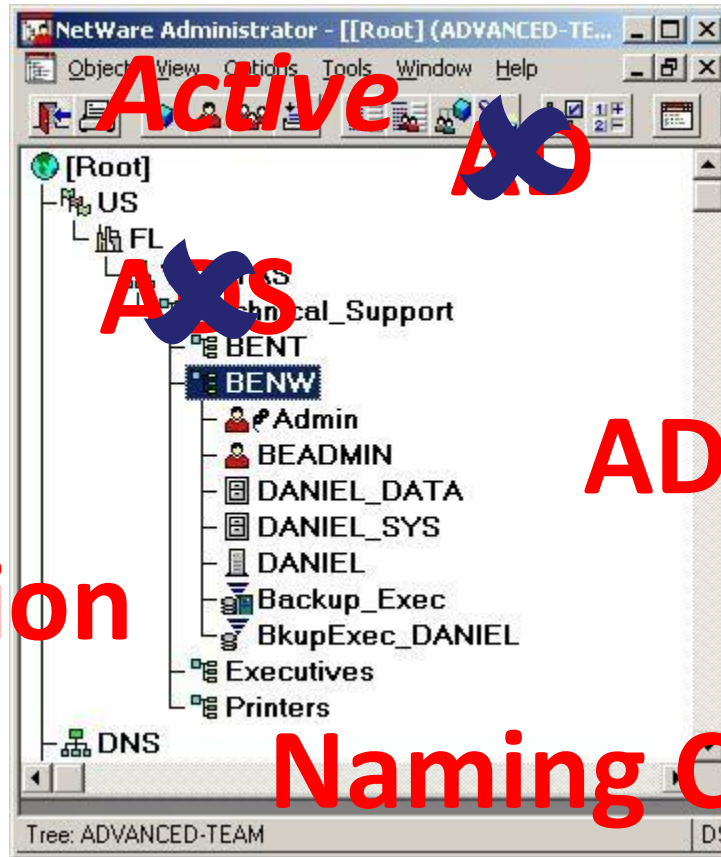 NetWare Administrator - [[Root] (ADVANCED-TE...
Object View Options Tools Window Help
Active
AD
[Root]
US
FL
ADS
Technical_Support
BENT
BENW
Admin
BEADMIN
AD
DANIEL_DATA
DANIEL_SYS
DANIEL
ion
Backup_Exec
BkupExec_DANIEL
Executives
Printers
DNS
Naming C
Tree: ADVANCED-TEAM